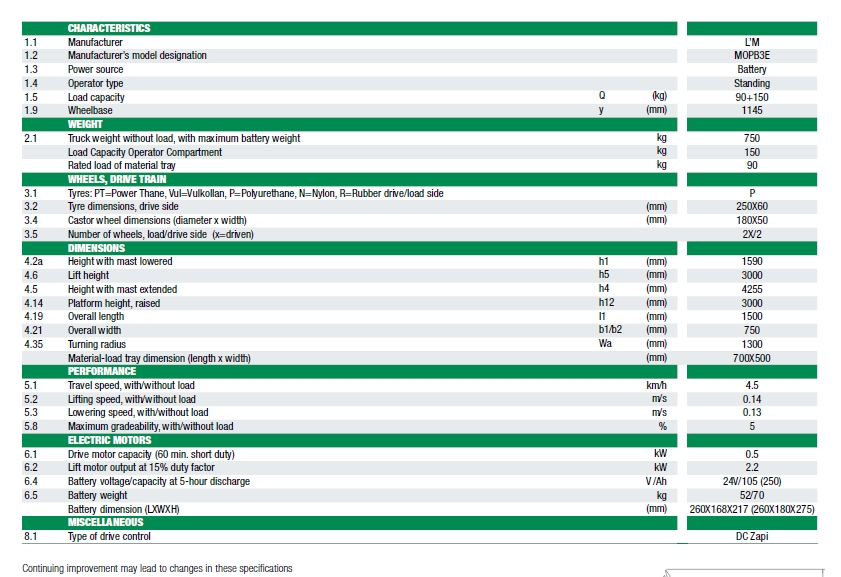 CHARACTERISTICS
1.1 Manufacturer L'M
1.2 Manufacturer's model designation MOPB3E
1.3 Power source Battery
1.4 Operator type Standing
1.5 Load capacity Q (kg) 90+150
1.9 Wheelbase y (mm) 1145
WEIGHT
2.1 Truck weight without load, with maximum battery weight kg 750
Load Capacity Operator Compartment kg 150
Rated load of material tray kg 90
WHEELS, DRIVE TRAIN
3.1 Tyres: PT=Power Thane, Vul=Vulkollan, P=Polyurethane, N=Nylon, R=Rubber drive/load side P
3.2 Tyre dimensions, drive side (mm) 250X60
3.4 Castor wheel dimensions (diameter x width) (mm) 180X50
3.5 Number of wheels, load/drive side (x=driven) 2X/2
DIMENSIONS
4.2a Height with mast lowered h1 (mm) 1590
4.6 Lift height h5 (mm) 3000
4.5 Height with mast extended h4 (mm) 4255
4.14 Platform height, raised h12 (mm) 3000
4.19 Overall length l1 (mm) 1500
4.21 Overall width b1/b2 (mm) 750
4.35 Turning radius Wa (mm) 1300
Material-load tray dimension (length x width) (mm) 700X500
PERFORMANCE
5.1 Travel speed, with/without load km/h 4.5
5.2 Lifting speed, with/without load m/s 0.14
5.3 Lowering speed, with/without load m/s 0.13
5.8 Maximum gradeability, with/without load % 5
ELECTRIC MOTORS
6.1 Drive motor capacity (60 min. short duty) kW 0.5
6.2 Lift motor output at 15% duty factor kW 2.2
6.4 Battery voltage/capacity at 5-hour discharge V/Ah 24V/105 (250)
6.5 Battery weight kg 52/70
Battery dimension (LXWXH) (mm) 260X168X217 (260X180X275)
MISCELLANEOUS
8.1 Type of drive control DC Zapi
Continuing improvement may lead to changes in these specifications